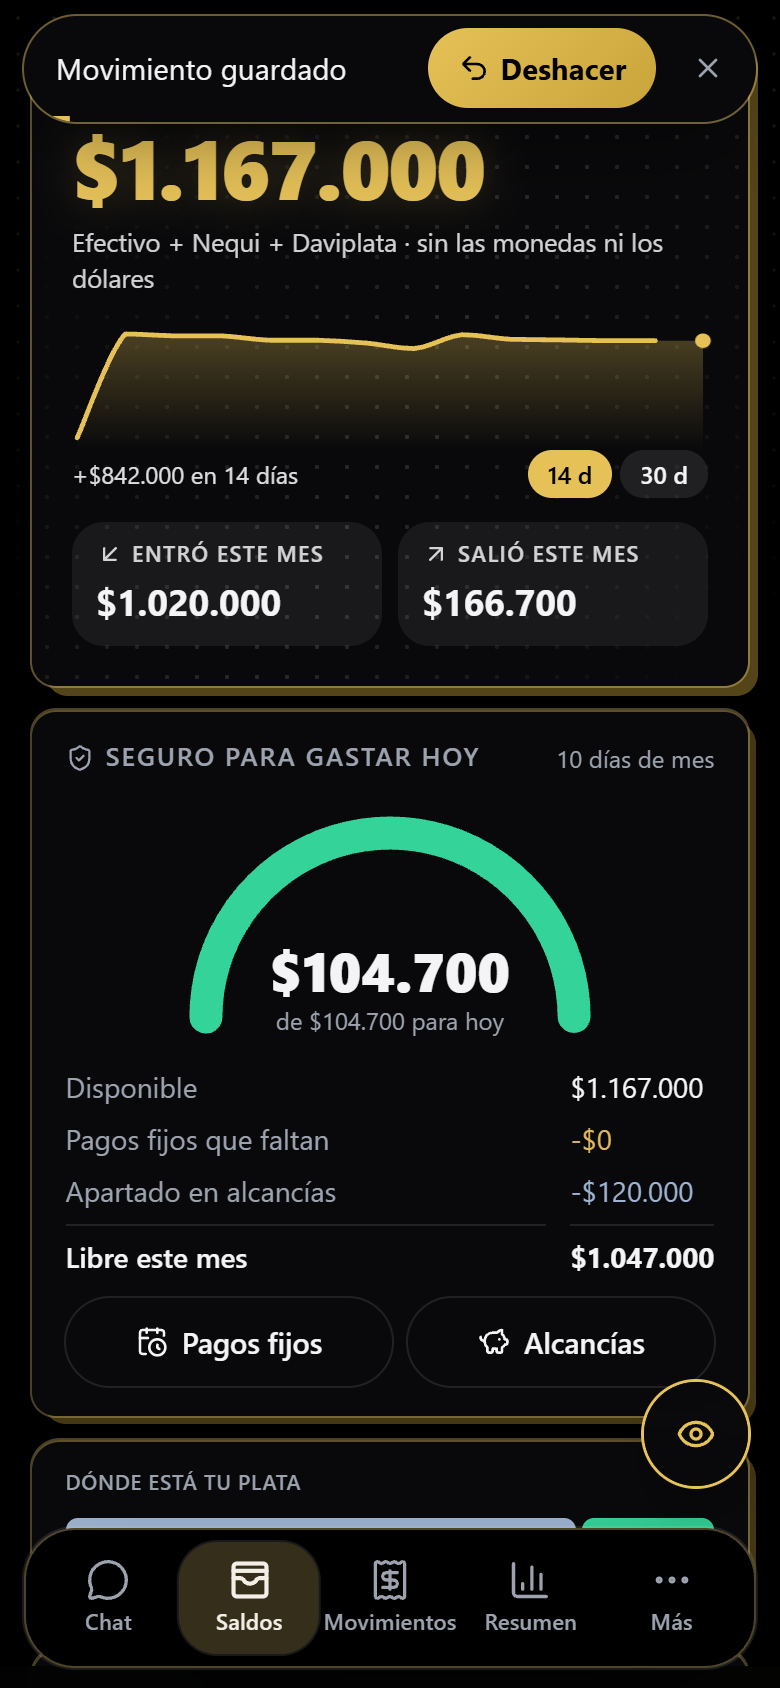 Movimiento guardado
Deshacer
$1.167.000
Efectivo + Nequi + Daviplata · sin las monedas ni los
dólares
+$842.000 en 14 días
14 d
30 d
ENTRÓ ESTE MES
$1.020.000
SALIÓ ESTE MES
$166.700
SEGURO PARA GASTAR HOY
10 días de mes
$104.700
de $104.700 para hoy
Disponible $1.167.000
Pagos fijos que faltan -$0
Apartado en alcancías -$120.000
Libre este mes $1.047.000
Pagos fijos
Alcancías
DÓNDE ESTÁ TU PLATA
Chat
Saldos
Movimientos
Resumen
Más